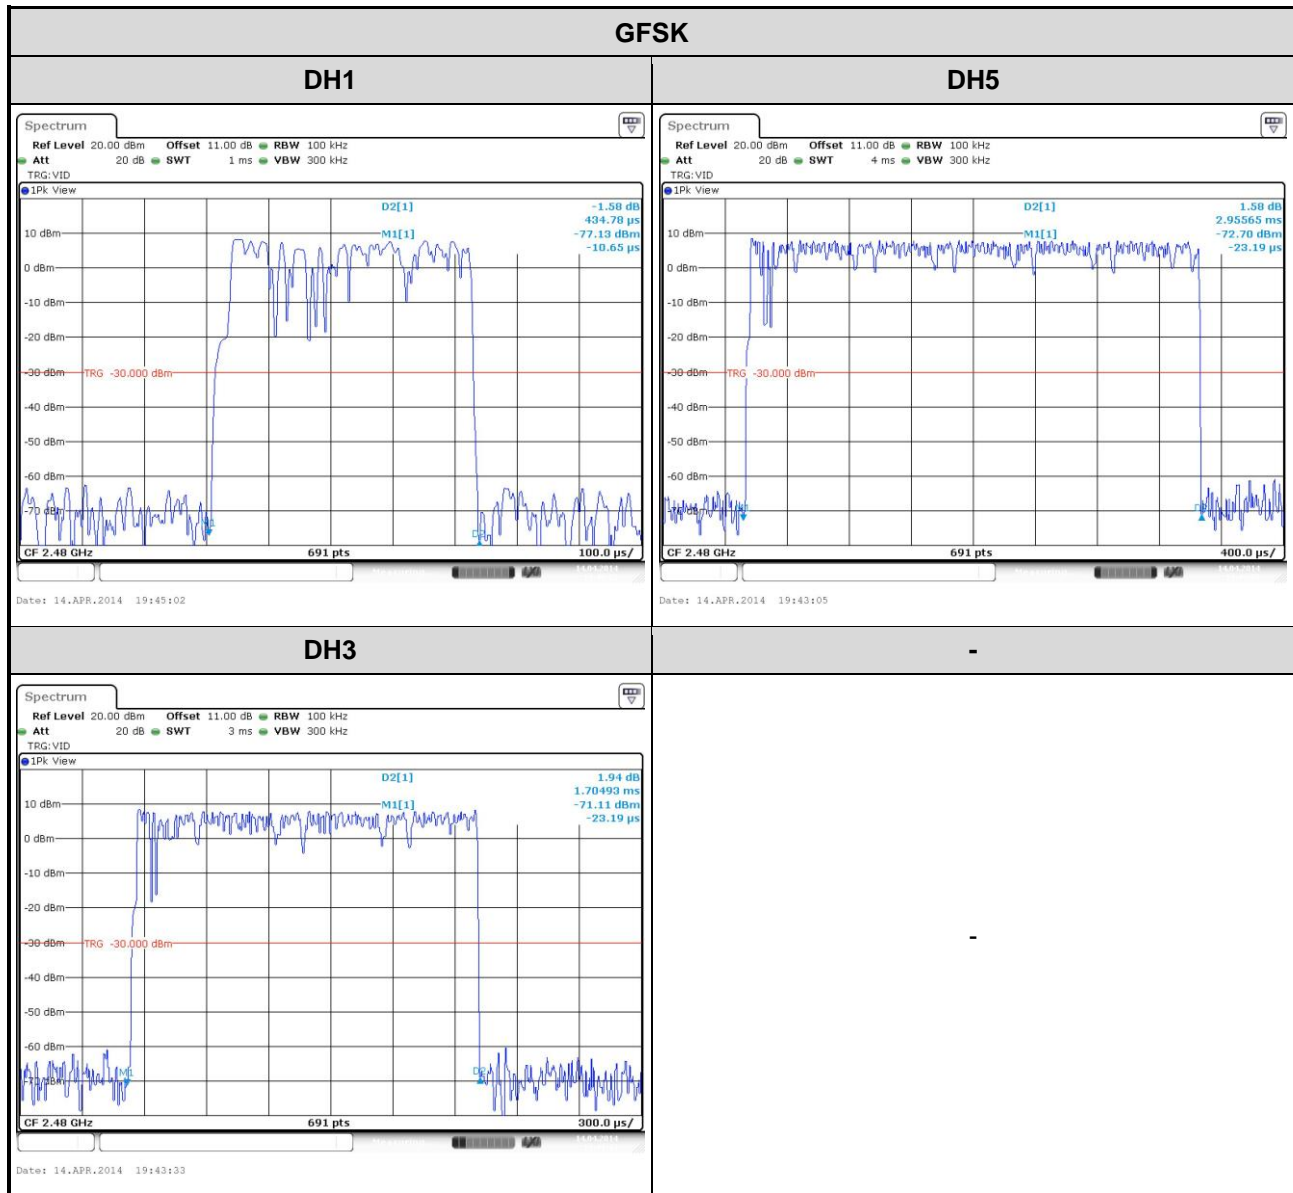 GFSK
DH1
DH5
Spectrum
Ref Level 20.00 dBm Offset 11.00 dB RBW 100 kHz
Att 20 dB SWT 1 ms VBW 300 kHz
TRG:VID
1Pk View
D2[1] -1.58 dB
434.78 µs
10 dBm M1[1] -77.13 dBm
-10.65 µs
0 dBm
-10 dBm
-20 dBm
-30 dBm TRG -30.000 dBm
-40 dBm
-50 dBm
-60 dBm
-70 dBm
M1
D2
CF 2.48 GHz 691 pts 100.0 µs/
Date: 14.APR.2014 19:45:02
Spectrum
Ref Level 20.00 dBm Offset 11.00 dB RBW 100 kHz
Att 20 dB SWT 4 ms VBW 300 kHz
TRG:VID
1Pk View
D2[1] 1.58 dB
2.95565 ms
10 dBm M1[1] -72.70 dBm
-23.19 µs
0 dBm
-10 dBm
-20 dBm
-30 dBm TRG -30.000 dBm
-40 dBm
-50 dBm
-60 dBm
-70 dBm
M1
D2
CF 2.48 GHz 691 pts 400.0 µs/
Date: 14.APR.2014 19:43:05
DH3
-
Spectrum
Ref Level 20.00 dBm Offset 11.00 dB RBW 100 kHz
Att 20 dB SWT 3 ms VBW 300 kHz
TRG:VID
1Pk View
D2[1] 1.94 dB
1.70493 ms
10 dBm M1[1] -71.11 dBm
-23.19 µs
0 dBm
-10 dBm
-20 dBm
-30 dBm TRG -30.000 dBm
-40 dBm
-50 dBm
-60 dBm
-70 dBm
M1
D2
CF 2.48 GHz 691 pts 300.0 µs/
Date: 14.APR.2014 19:43:33
-